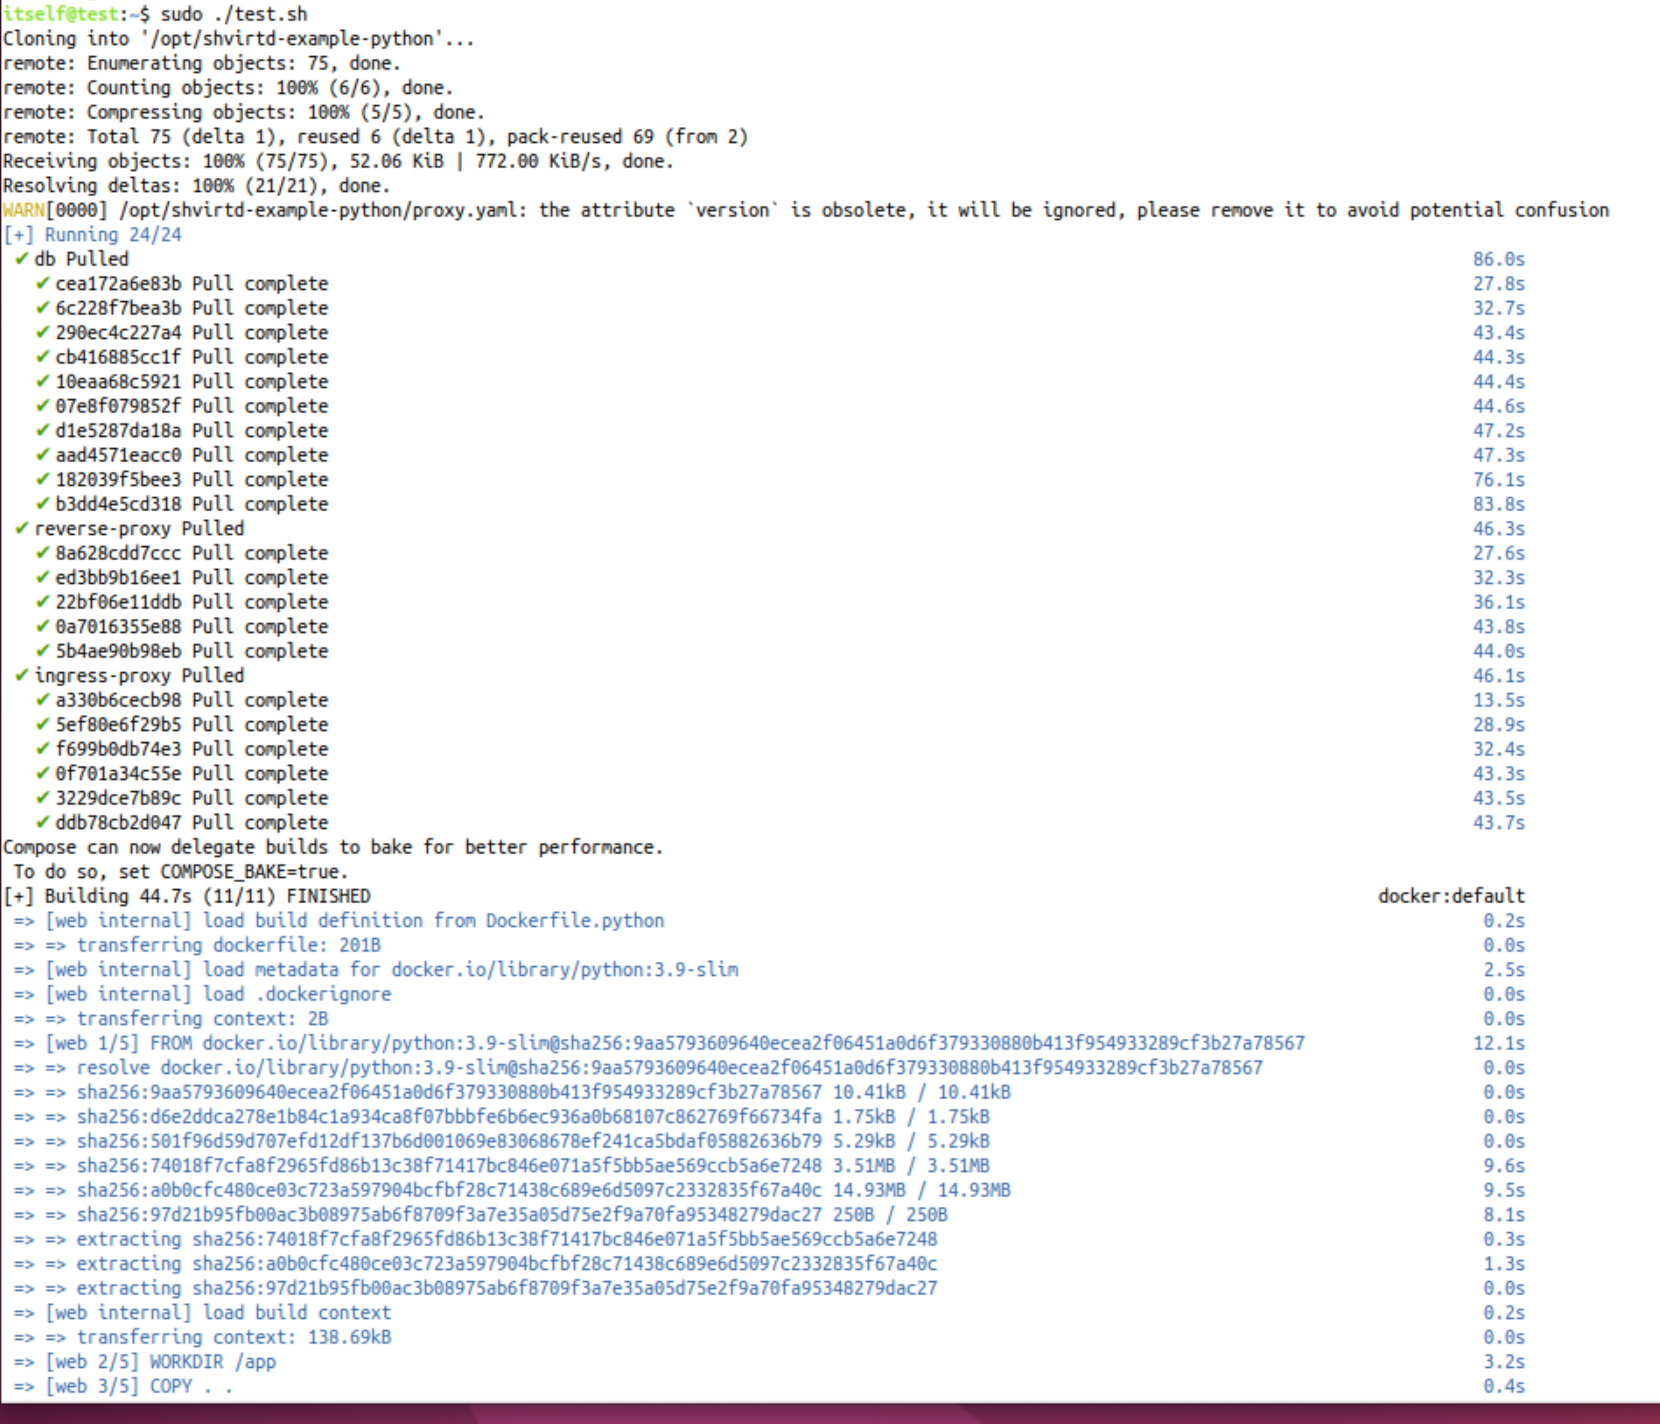 itself@test:~$ sudo ./test.sh
Cloning into '/opt/shvirtd-example-python'...
remote: Enumerating objects: 75, done.
remote: Counting objects: 100% (6/6), done.
remote: Compressing objects: 100% (5/5), done.
remote: Total 75 (delta 1), reused 6 (delta 1), pack-reused 69 (from 2)
Receiving objects: 100% (75/75), 52.06 KiB | 772.00 KiB/s, done.
Resolving deltas: 100% (21/21), done.
WARN[0000] /opt/shvirtd-example-python/proxy.yaml: the attribute `version` is obsolete, it will be ignored, please remove it to avoid potential confusion
[+] Running 24/24
✔ db Pulled 86.0s
✔ cea172a6e83b Pull complete 27.8s
✔ 6c228f7bea3b Pull complete 32.7s
✔ 290ec4c227a4 Pull complete 43.4s
✔ cb416885cc1f Pull complete 44.3s
✔ 10eaa68c5921 Pull complete 44.4s
✔ 07e8f079852f Pull complete 44.6s
✔ d1e5287da18a Pull complete 47.2s
✔ aad4571eacc0 Pull complete 47.3s
✔ 182039f5bee3 Pull complete 76.1s
✔ b3dd4e5cd318 Pull complete 83.8s
✔ reverse-proxy Pulled 46.3s
✔ 8a628cdd7ccc Pull complete 27.6s
✔ ed3bb9b16ee1 Pull complete 32.3s
✔ 22bf06e11ddb Pull complete 36.1s
✔ 0a7016355e88 Pull complete 43.8s
✔ 5b4ae90b98eb Pull complete 44.0s
✔ ingress-proxy Pulled 46.1s
✔ a330b6cecb98 Pull complete 13.5s
✔ 5ef80e6f29b5 Pull complete 28.9s
✔ f699b0db74e3 Pull complete 32.4s
✔ 0f701a34c55e Pull complete 43.3s
✔ 3229dce7b89c Pull complete 43.5s
✔ ddb78cb2d047 Pull complete 43.7s
Compose can now delegate builds to bake for better performance.
To do so, set COMPOSE_BAKE=true.
[+] Building 44.7s (11/11) FINISHED docker:default
=> [web internal] load build definition from Dockerfile.python 0.2s
=> => transferring dockerfile: 201B 0.0s
=> [web internal] load metadata for docker.io/library/python:3.9-slim 2.5s
=> [web internal] load .dockerignore 0.0s
=> => transferring context: 2B 0.0s
=> [web 1/5] FROM docker.io/library/python:3.9-slim@sha256:9aa5793609640ecea2f06451a0d6f379330880b413f954933289cf3b27a78567 12.1s
=> => resolve docker.io/library/python:3.9-slim@sha256:9aa5793609640ecea2f06451a0d6f379330880b413f954933289cf3b27a78567 0.0s
=> => sha256:9aa5793609640ecea2f06451a0d6f379330880b413f954933289cf3b27a78567 10.41kB / 10.41kB 0.0s
=> => sha256:d6e2ddca278e1b84c1a934ca8f07bbbfe6b6ec936a0b68107c862769f66734fa 1.75kB / 1.75kB 0.0s
=> => sha256:501f96d59d707efd12df137b6d001069e83068678ef241ca5bdaf05882636b79 5.29kB / 5.29kB 0.0s
=> => sha256:74018f7cfa8f2965fd86b13c38f71417bc846e071a5f5bb5ae569ccb5a6e7248 3.51MB / 3.51MB 9.6s
=> => sha256:a0b0cfc480ce03c723a597904bcfbf28c71438c689e6d5097c2332835f67a40c 14.93MB / 14.93MB 9.5s
=> => sha256:97d21b95fb00ac3b08975ab6f8709f3a7e35a05d75e2f9a70fa95348279dac27 250B / 250B 8.1s
=> => extracting sha256:74018f7cfa8f2965fd86b13c38f71417bc846e071a5f5bb5ae569ccb5a6e7248 0.3s
=> => extracting sha256:a0b0cfc480ce03c723a597904bcfbf28c71438c689e6d5097c2332835f67a40c 1.3s
=> => extracting sha256:97d21b95fb00ac3b08975ab6f8709f3a7e35a05d75e2f9a70fa95348279dac27 0.0s
=> [web internal] load build context 0.2s
=> => transferring context: 138.69kB 0.0s
=> [web 2/5] WORKDIR /app 3.2s
=> [web 3/5] COPY . . 0.4s